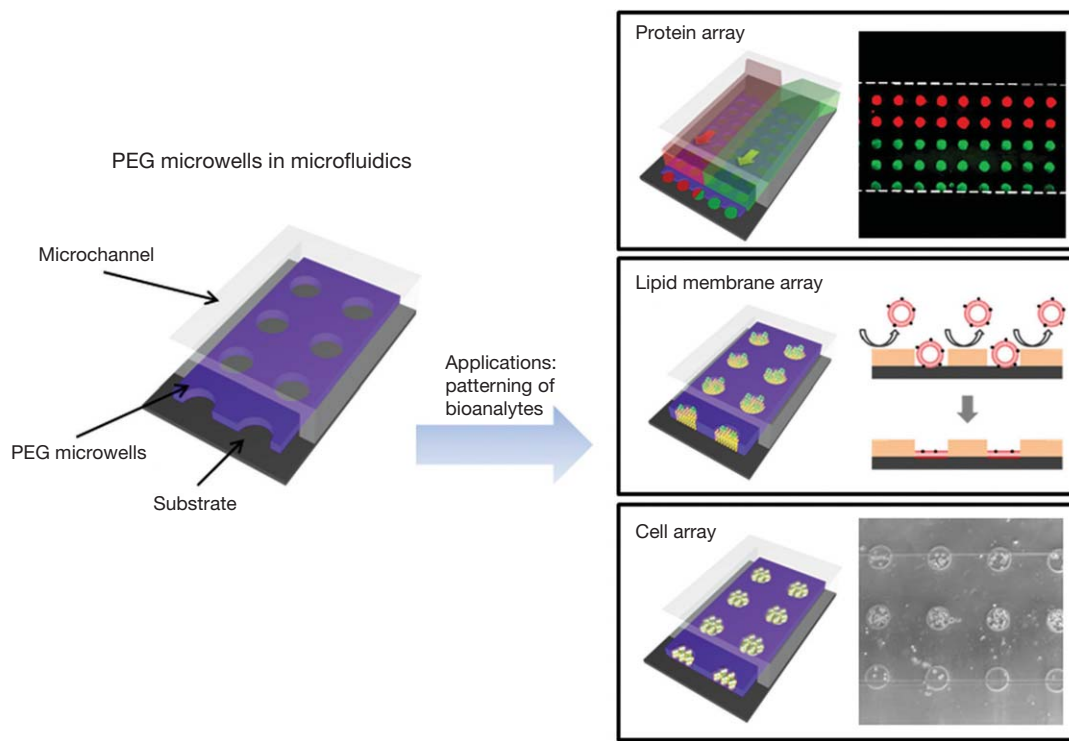 PEG microwells in microfluidics
Microchannel
PEG microwells
Substrate
Applications:
patterning of
bioanalytes
Protein array
Lipid membrane array
Cell array